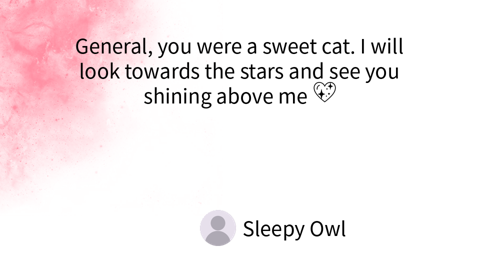 General, you were a sweet cat. I will
look towards the stars and see you
shining above me 💖
Sleepy Owl